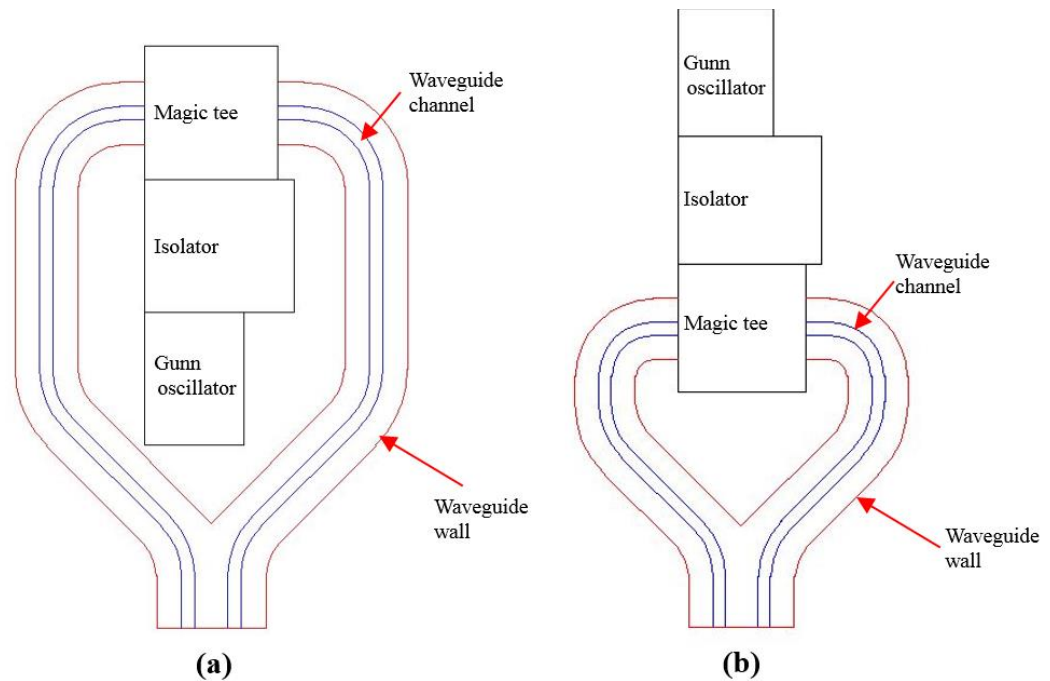 Waveguide
channel
Magic tee
Isolator
Gunn
oscillator
Waveguide
wall
(a)
Gunn
oscillator
Isolator
Waveguide
channel
Magic tee
Waveguide
wall
(b)